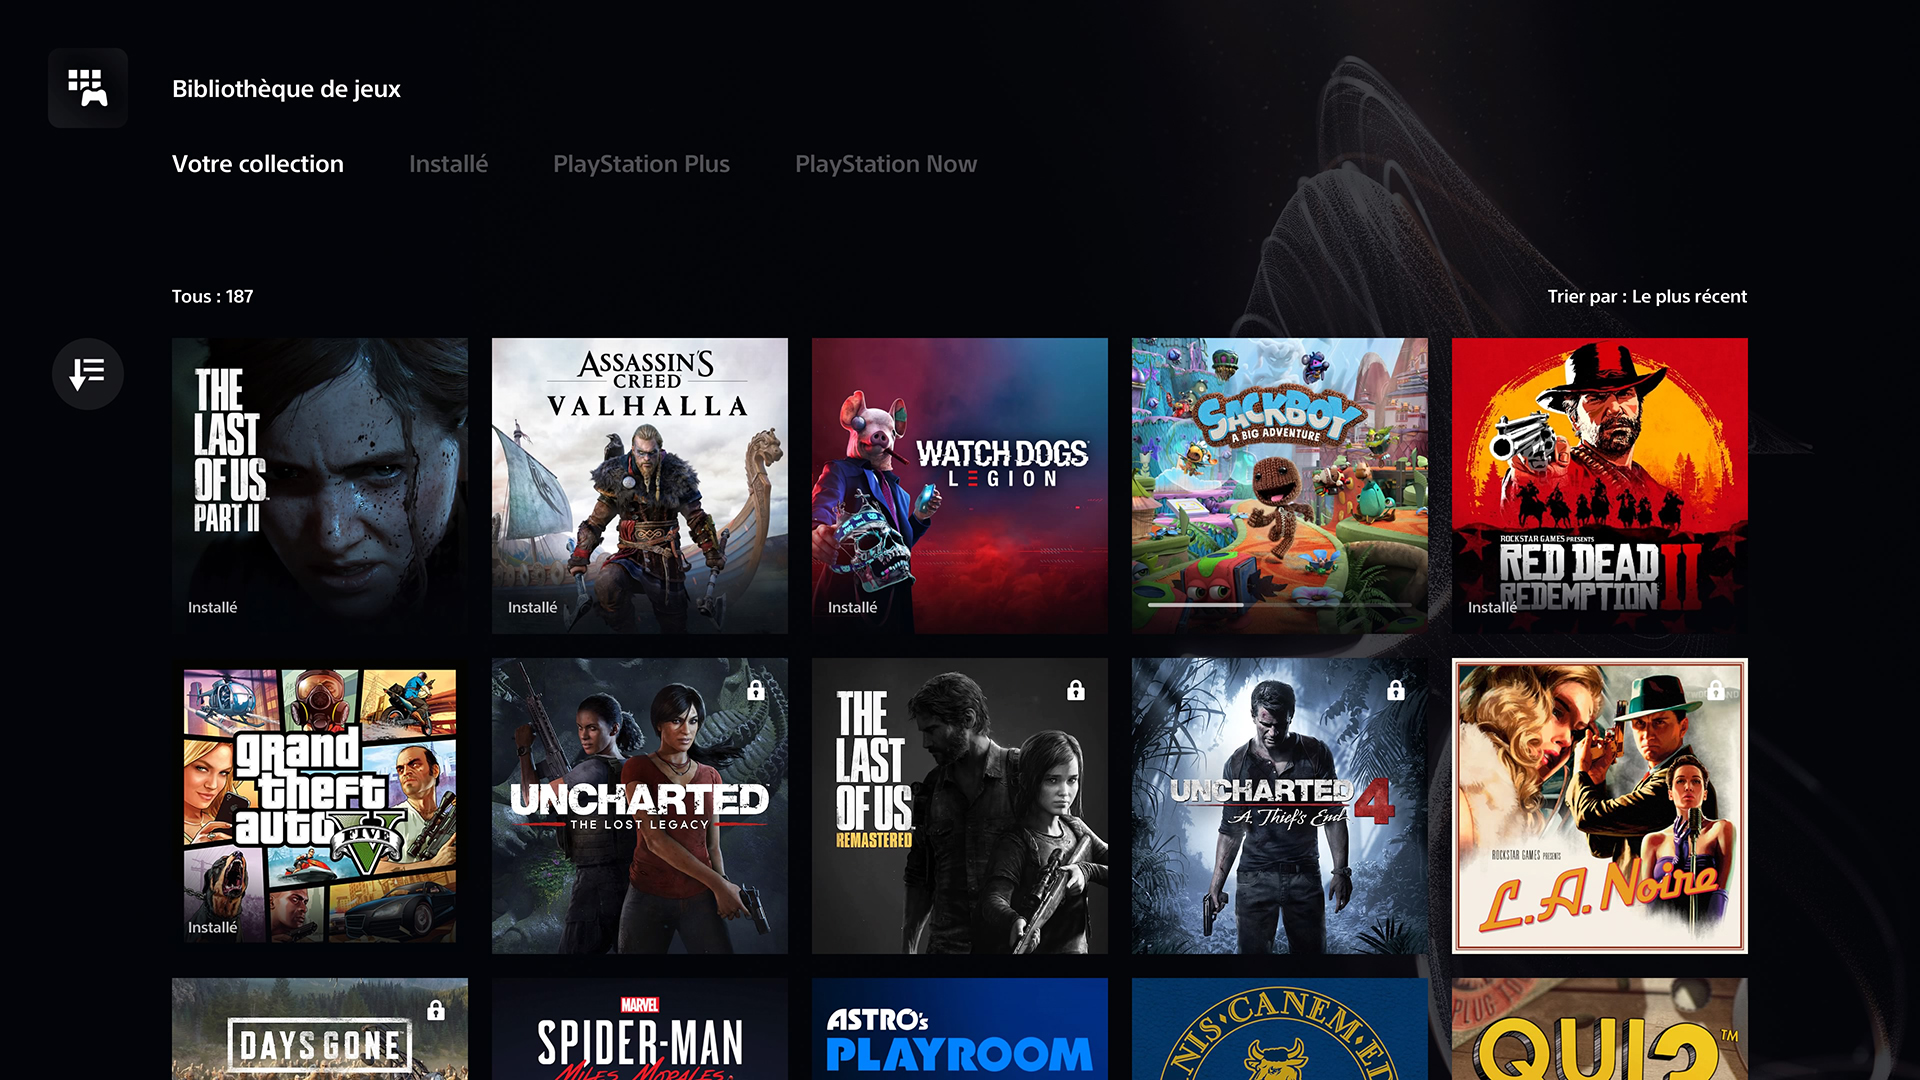 Bibliothèque de jeux
Votre collection
Installé
PlayStation Plus
PlayStation Now
Tous : 187
Trier par : Le plus récent
THE
LAST
OF US
PART II
Installé
ASSASSIN'S
CREED
VALHALLA
Installé
WATCH DOGS
LEGION
Installé
SACKBOY
A BIG ADVENTURE
ROCKSTAR GAMES PRESENTS
RED DEAD
REDEMPTION II
Installé
grand
theft
auto V
FIVE
Installé
UNCHARTED
THE LOST LEGACY
THE
LAST
OF US
REMASTERED
UNCHARTED 4
A Thief's End
ROCKSTAR GAMES PRESENTS
L.A. Noire
DAYS GONE
MARVEL
SPIDER-MAN
MILES MORALES
ASTRO's
PLAYROOM
NIS·CANEM·ED
PLUG
QUI?™